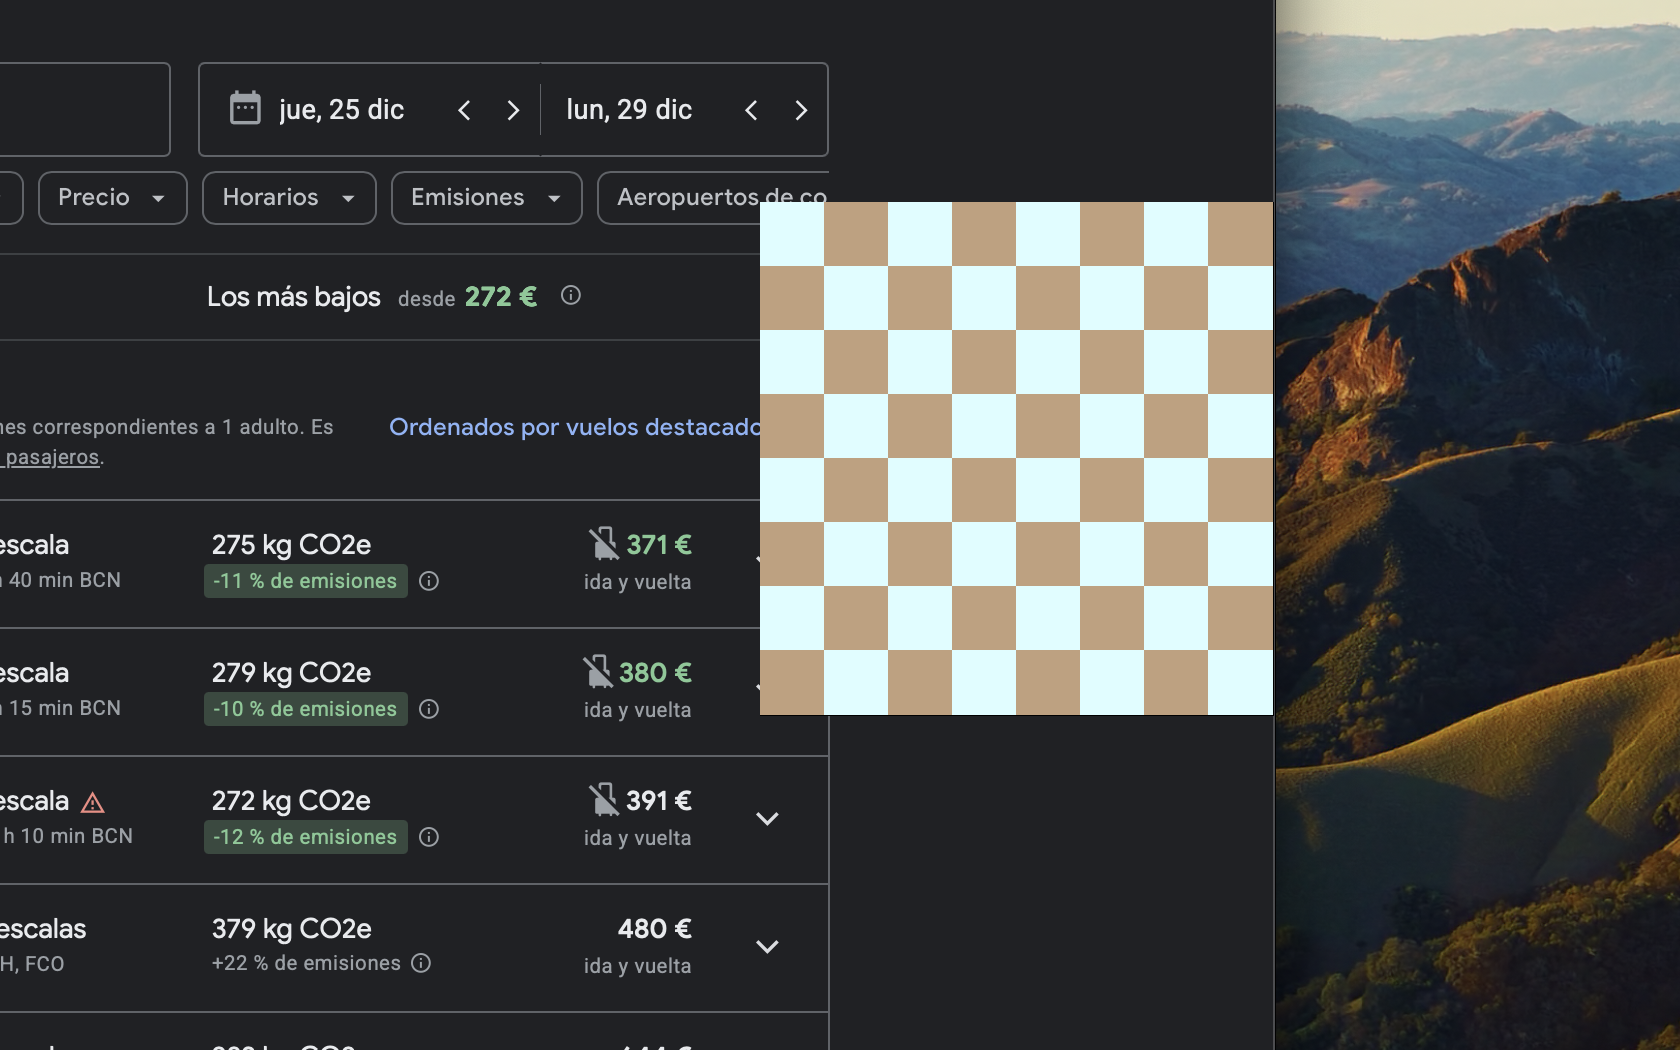 jue, 25 dic
lun, 29 dic
Precio
Horarios
Emisiones
Aeropuertos de co
Los más bajos desde 272 €
nes correspondientes a 1 adulto. Es
pasajeros.
Ordenados por vuelos destacado
escala
275 kg CO2e
371 €
40 min BCN
-11 % de emisiones
ida y vuelta
escala
279 kg CO2e
380 €
15 min BCN
-10 % de emisiones
ida y vuelta
escala
272 kg CO2e
391 €
h 10 min BCN
-12 % de emisiones
ida y vuelta
escalas
379 kg CO2e
480 €
H, FCO
+22 % de emisiones
ida y vuelta